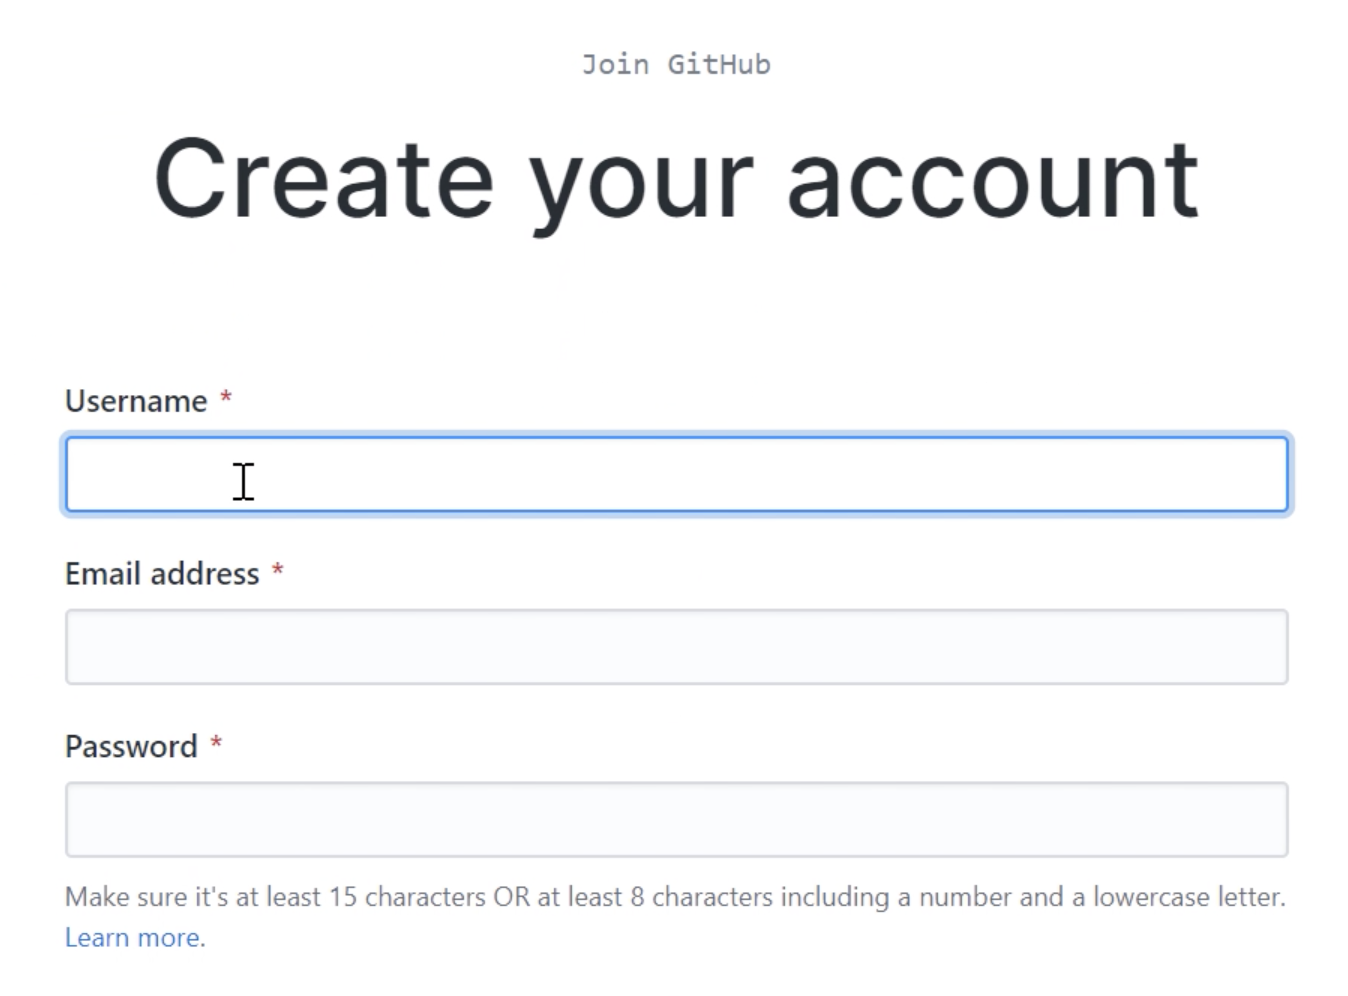 Join GitHub
Create your account
Username *
Email address *
Password *
Make sure it's at least 15 characters OR at least 8 characters including a number and a lowercase letter.
Learn more.